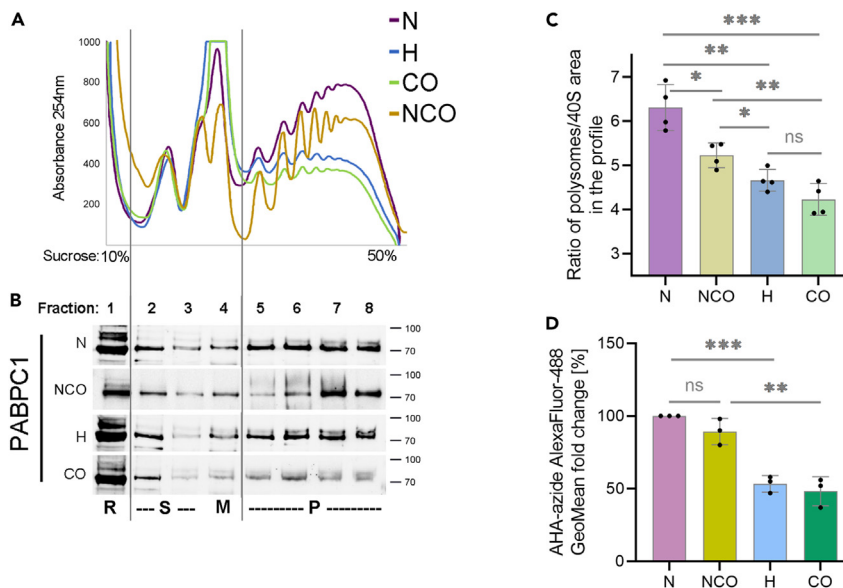 A
Absorbance 254nm
1000
800
600
400
200
N
H
CO
NCO
Sucrose:10%
50%
B
Fraction: 1 2 3 4 5 6 7 8
PABPC1
N
100
70
NCO
100
70
H
100
70
CO
100
70
R --- S --- M --------- P ---------
C
Ratio of polysomes/40S area
in the profile
7
6
5
4
3
***
**
*
**
*
ns
N NCO H CO
D
AHA-azide AlexaFluor-488
GeoMean fold change [%]
150
100
50
0
***
ns
**
N NCO H CO